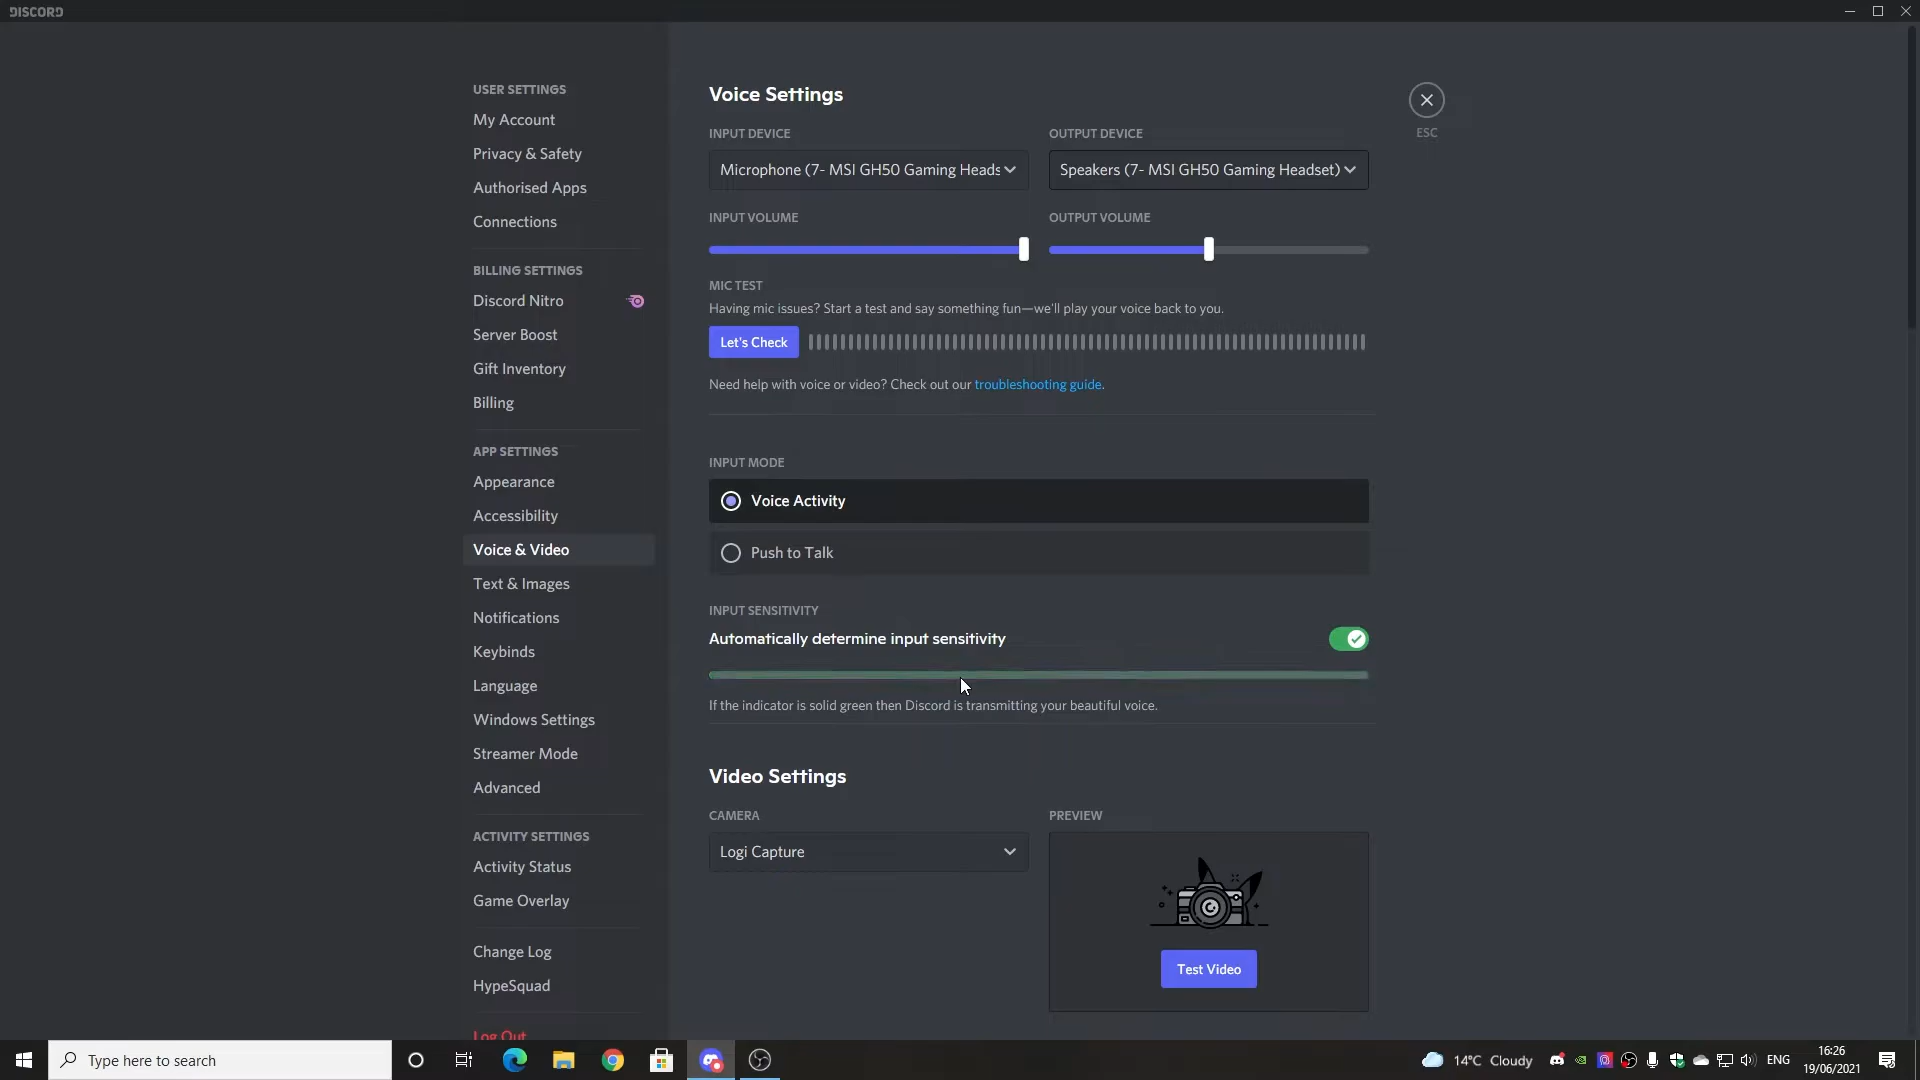 DISCORD
USER SETTINGS
My Account
Privacy & Safety
Authorised Apps
Connections
BILLING SETTINGS
Discord Nitro
Server Boost
Gift Inventory
Billing
APP SETTINGS
Appearance
Accessibility
Voice & Video
Text & Images
Notifications
Keybinds
Language
Windows Settings
Streamer Mode
Advanced
ACTIVITY SETTINGS
Activity Status
Game Overlay
Change Log
HypeSquad
Log Out
Voice Settings
ESC
INPUT DEVICE
OUTPUT DEVICE
Microphone (7- MSI GH50 Gaming Heads
Speakers (7- MSI GH50 Gaming Headset)
INPUT VOLUME
OUTPUT VOLUME
MIC TEST
Having mic issues? Start a test and say something fun—we'll play your voice back to you.
Let's Check
Need help with voice or video? Check out our troubleshooting guide.
INPUT MODE
Voice Activity
Push to Talk
INPUT SENSITIVITY
Automatically determine input sensitivity
If the indicator is solid green then Discord is transmitting your beautiful voice.
Video Settings
CAMERA
PREVIEW
Logi Capture
Test Video
Type here to search
14°C Cloudy
ENG
16:26
19/06/2021